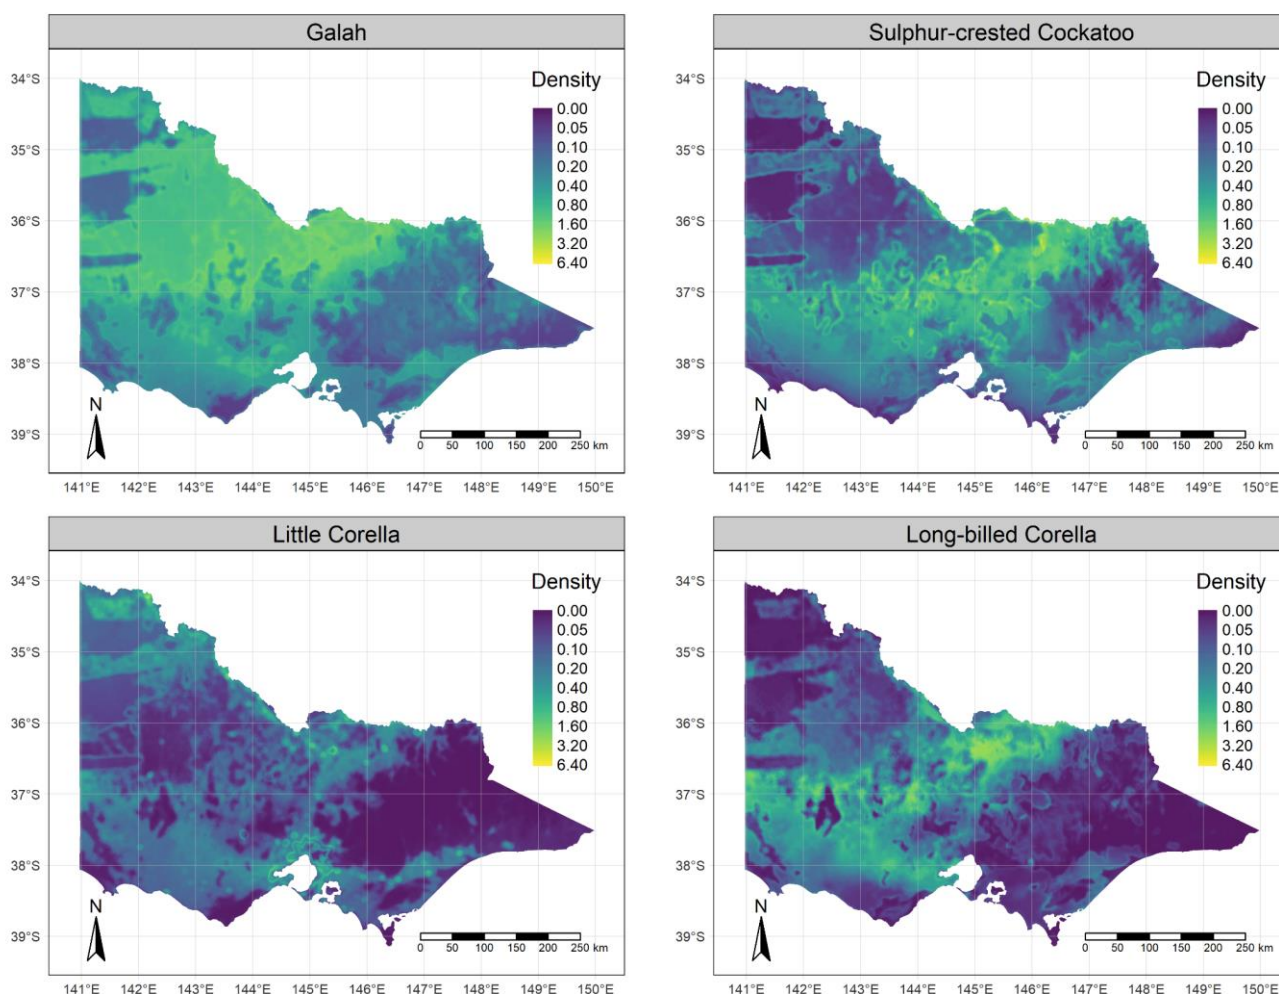 Galah
Density
0.00
0.05
0.10
0.20
0.40
0.80
1.60
3.20
6.40
34°S
35°S
36°S
37°S
38°S
39°S
N
0 50 100 150 200 250 km
141°E 142°E 143°E 144°E 145°E 146°E 147°E 148°E 149°E 150°E
Sulphur-crested Cockatoo
Density
0.00
0.05
0.10
0.20
0.40
0.80
1.60
3.20
6.40
34°S
35°S
36°S
37°S
38°S
39°S
N
0 50 100 150 200 250 km
141°E 142°E 143°E 144°E 145°E 146°E 147°E 148°E 149°E 150°E
Little Corella
Density
0.00
0.05
0.10
0.20
0.40
0.80
1.60
3.20
6.40
34°S
35°S
36°S
37°S
38°S
39°S
N
0 50 100 150 200 250 km
141°E 142°E 143°E 144°E 145°E 146°E 147°E 148°E 149°E 150°E
Long-billed Corella
Density
0.00
0.05
0.10
0.20
0.40
0.80
1.60
3.20
6.40
34°S
35°S
36°S
37°S
38°S
39°S
N
0 50 100 150 200 250 km
141°E 142°E 143°E 144°E 145°E 146°E 147°E 148°E 149°E 150°E